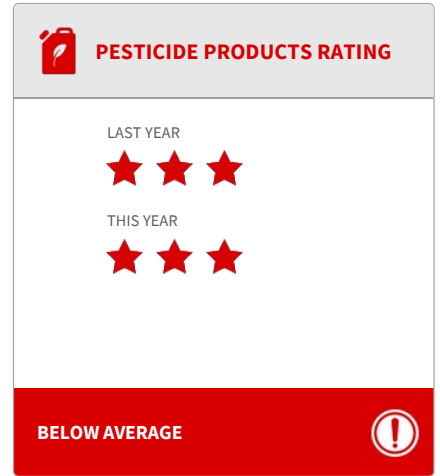 PESTICIDE PRODUCTS RATING
LAST YEAR
THIS YEAR
BELOW AVERAGE